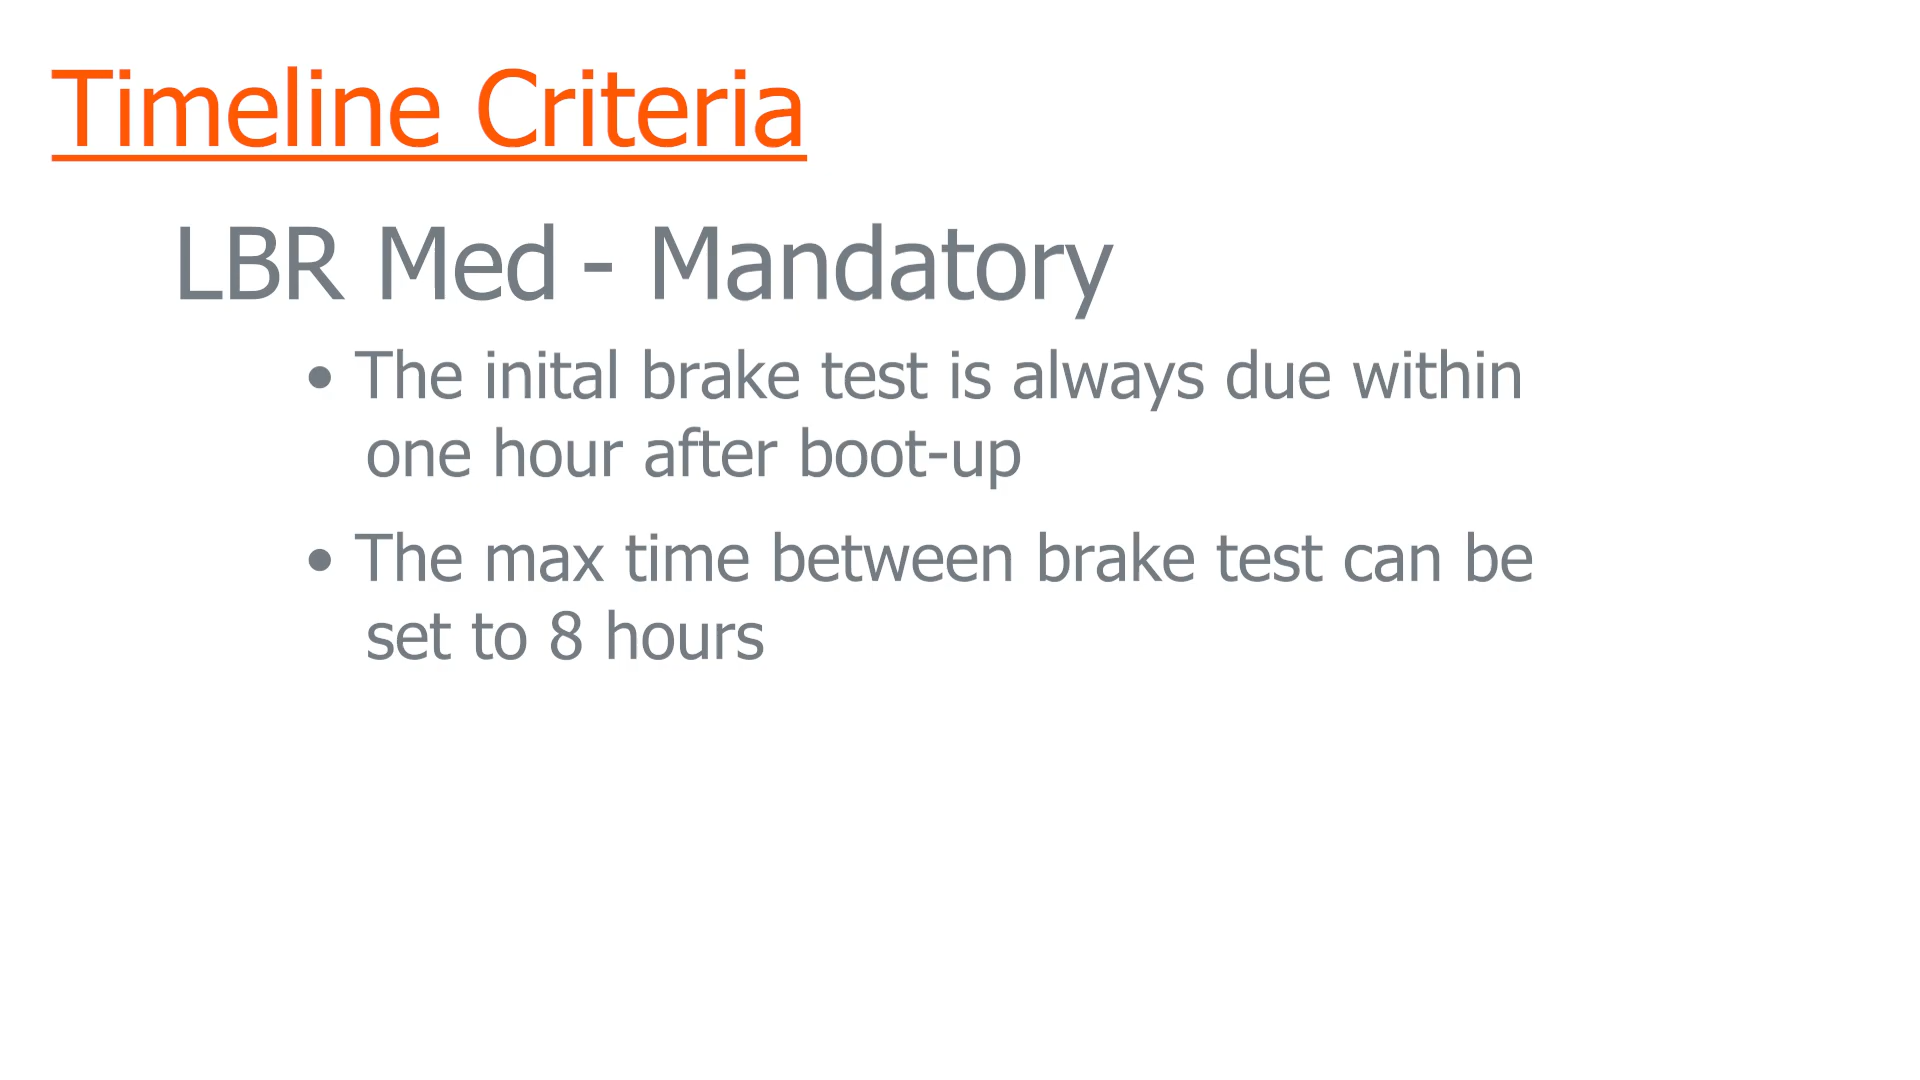 Timeline Criteria
LBR Med - Mandatory
• The inital brake test is always due within
one hour after boot-up
• The max time between brake test can be
set to 8 hours